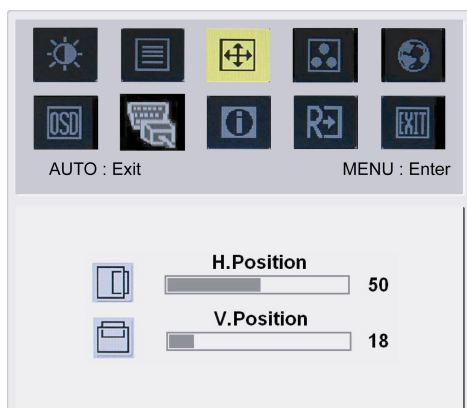 OSD
i
R
EXIT
AUTO : Exit MENU : Enter
H.Position
50
V.Position
18